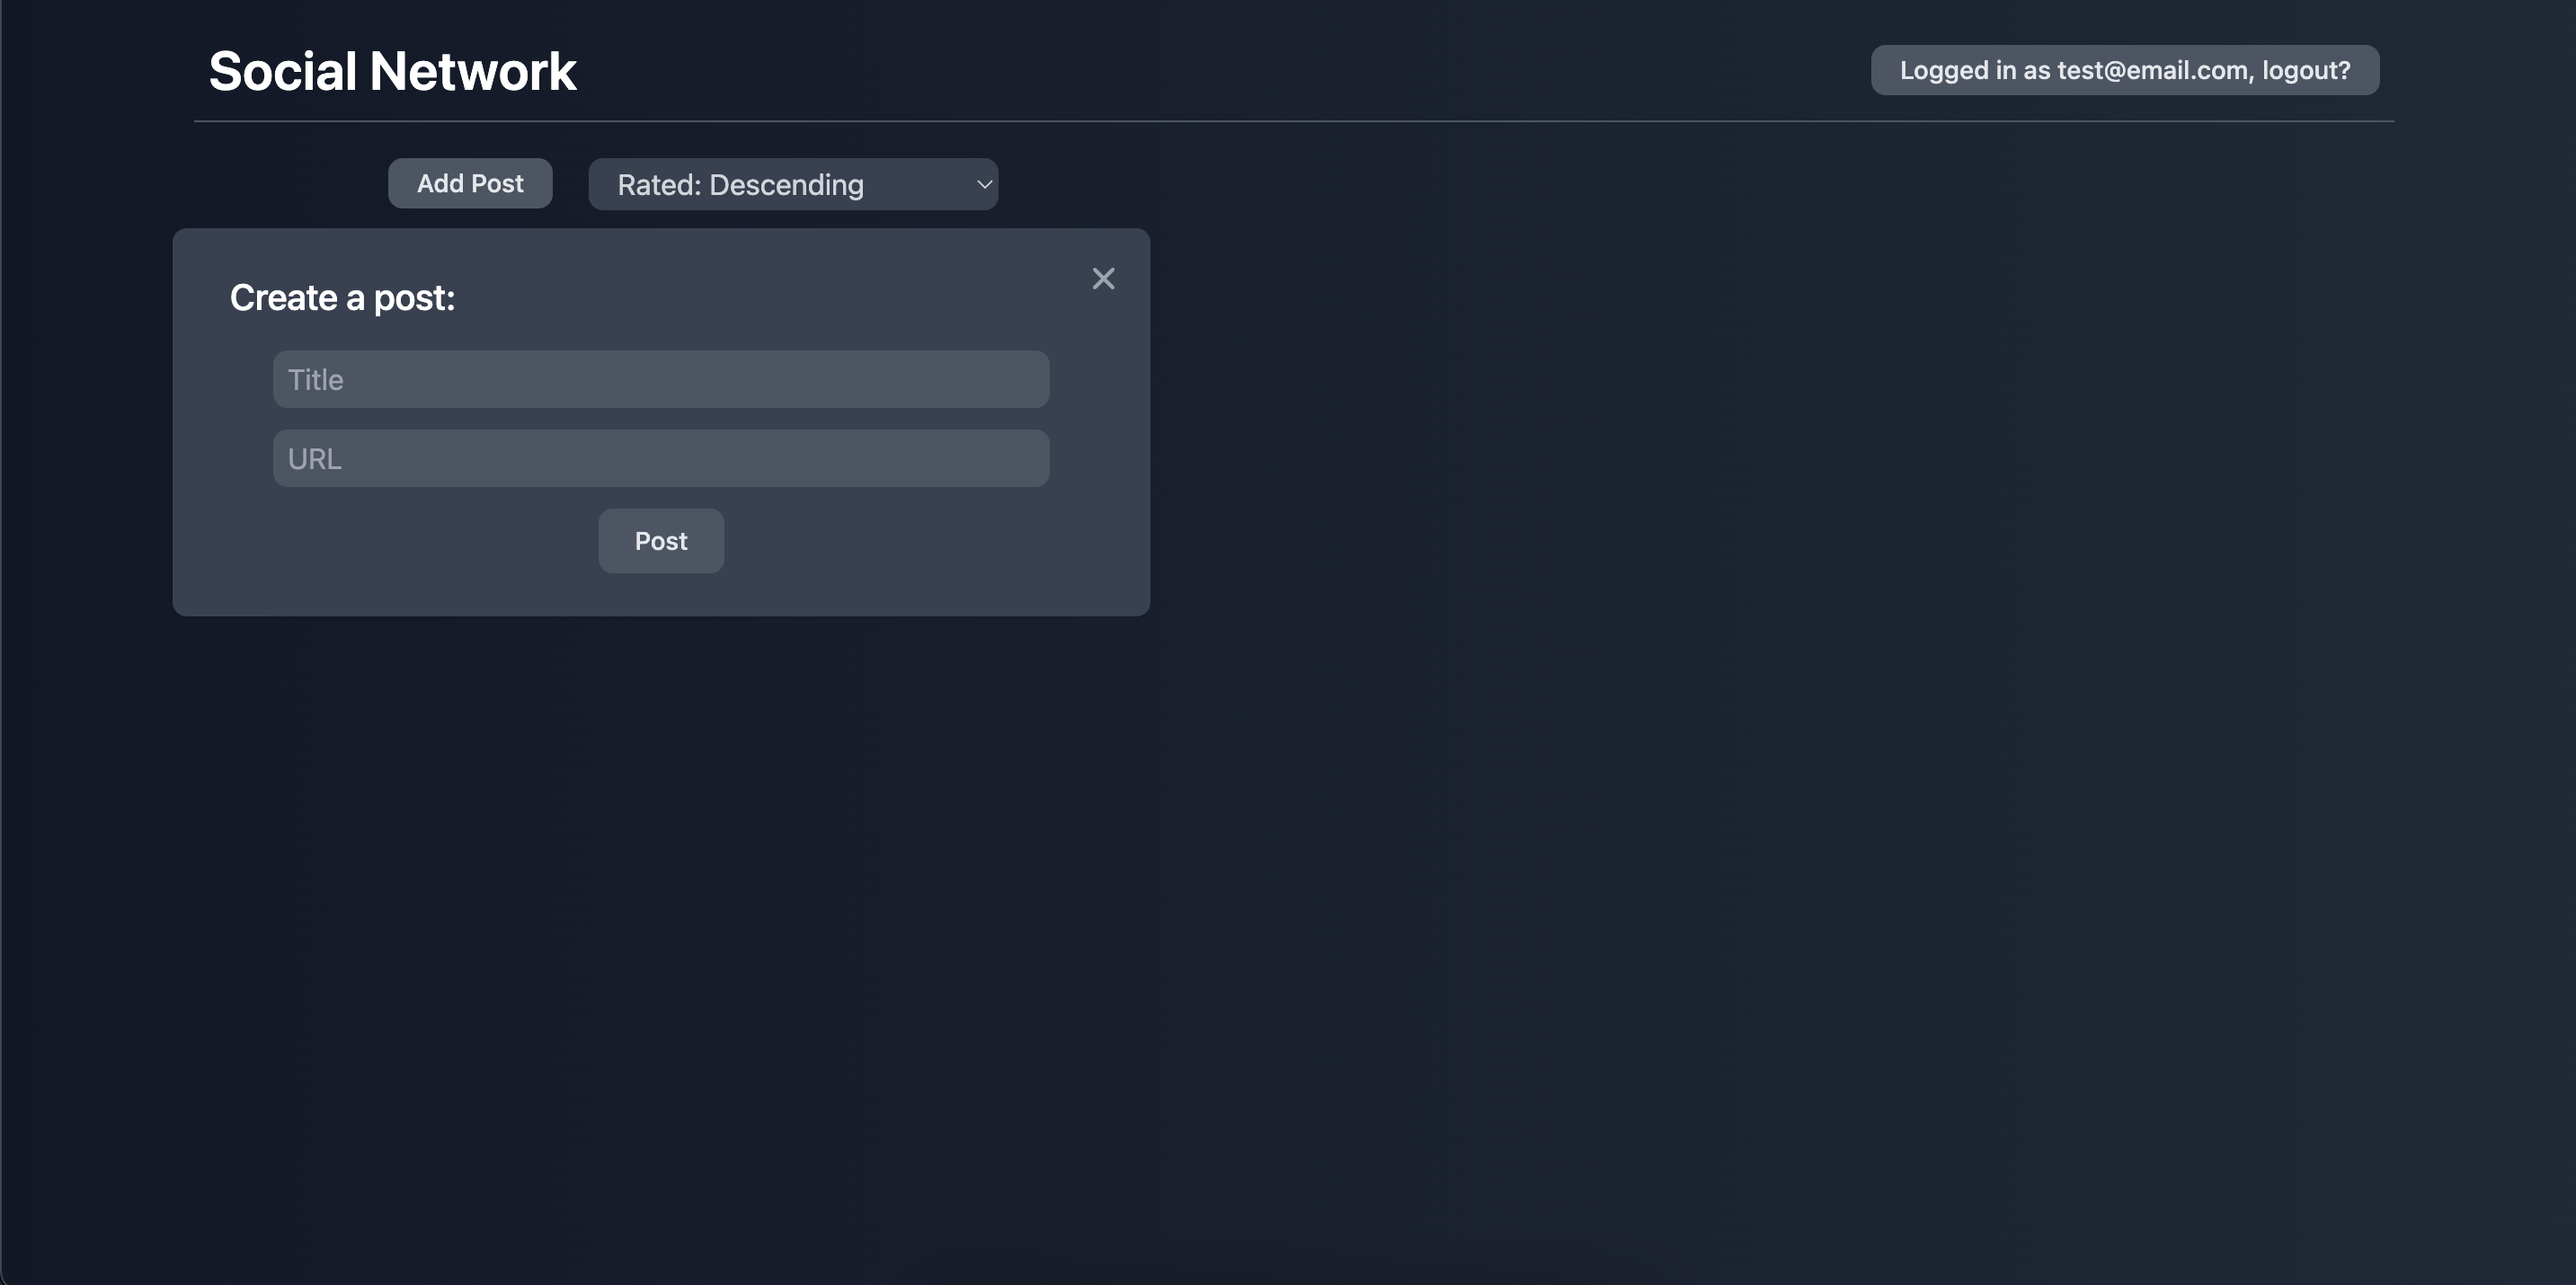 Social Network
Logged in as test@email.com, logout?
Add Post
Rated: Descending
Create a post:
Title
URL
Post